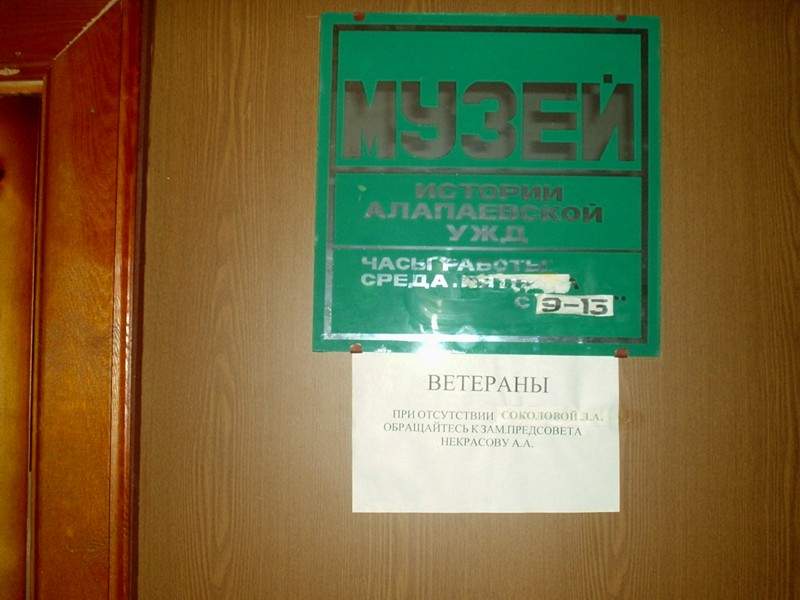 МУЗЕЙ
ИСТОРИИ
АЛАПАЕВСКОЙ
УЖД
ЧАСЫ РАБОТЫ:
СРЕДА
С 9-13
ВЕТЕРАНЫ
ПРИ ОТСУТСТВИИ СОКОЛОВОЙ Л.А.
ОБРАЩАЙТЕСЬ К ЗАМ.ПРЕДСОВЕТА
НЕКРАСОВУ А.А.